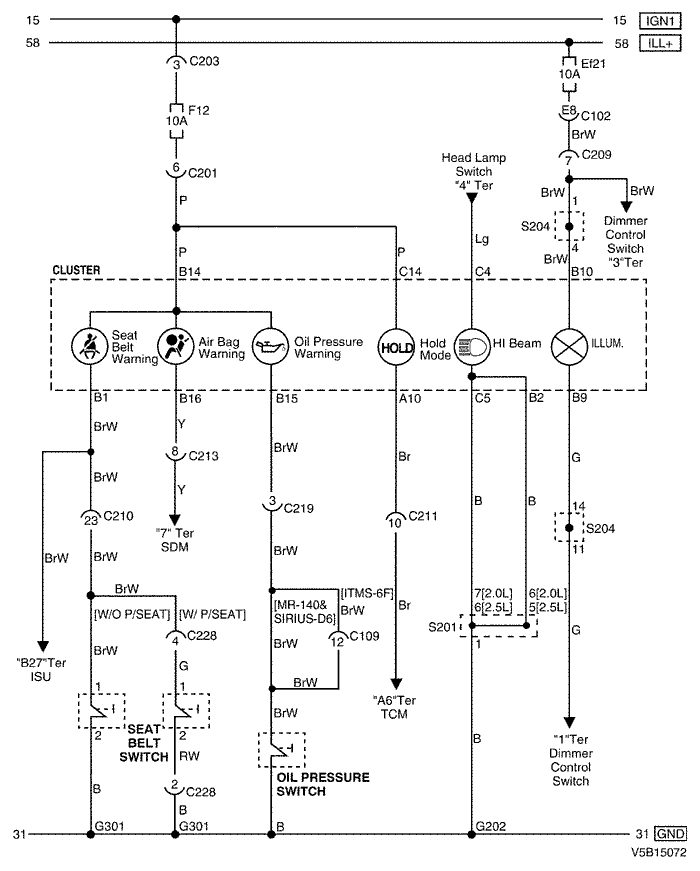 15 15 IGN1
58 58 ILL+
3 C203
Ef21
10A
F12
10A
E8 C102
BrW
6 C201
7 C209
Head Lamp
Switch
"4" Ter
P
BrW BrW
1
S204
4
Dimmer
Control
Switch
"3"Ter
Lg
P P BrW
B14 C14 C4 B10
CLUSTER
Seat
Belt
Warning
Air Bag
Warning
Oil Pressure
Warning
HOLD
Hold
Mode
HI Beam
ILLUM.
B1 B16 B15 A10 C5 B2 B9
BrW Y BrW Br G
8 C213
BrW Y B B
14
S204
11
3 C219
23 C210
10 C211
"7" Ter
SDM
BrW BrW BrW
BrW
[ITMS-6F]
[MR-140&
SIRIUS-D6]
BrW
Br
7[2.0L] 6[2.0L]
6[2.5L] 5[2.5L]
[W/O P/SEAT] [W/ P/SEAT]
S201
1
G
4 C228
12 C109
BrW BrW
"B27"Ter
ISU
G
BrW
1 1
"A6"Ter
TCM
BrW
2 2
SEAT
BELT
SWITCH
RW
B
"1"Ter
Dimmer
Control
Switch
OIL PRESSURE
SWITCH
2 C228
B B
31 G301 G301 B G202 31 GND
V5B15072